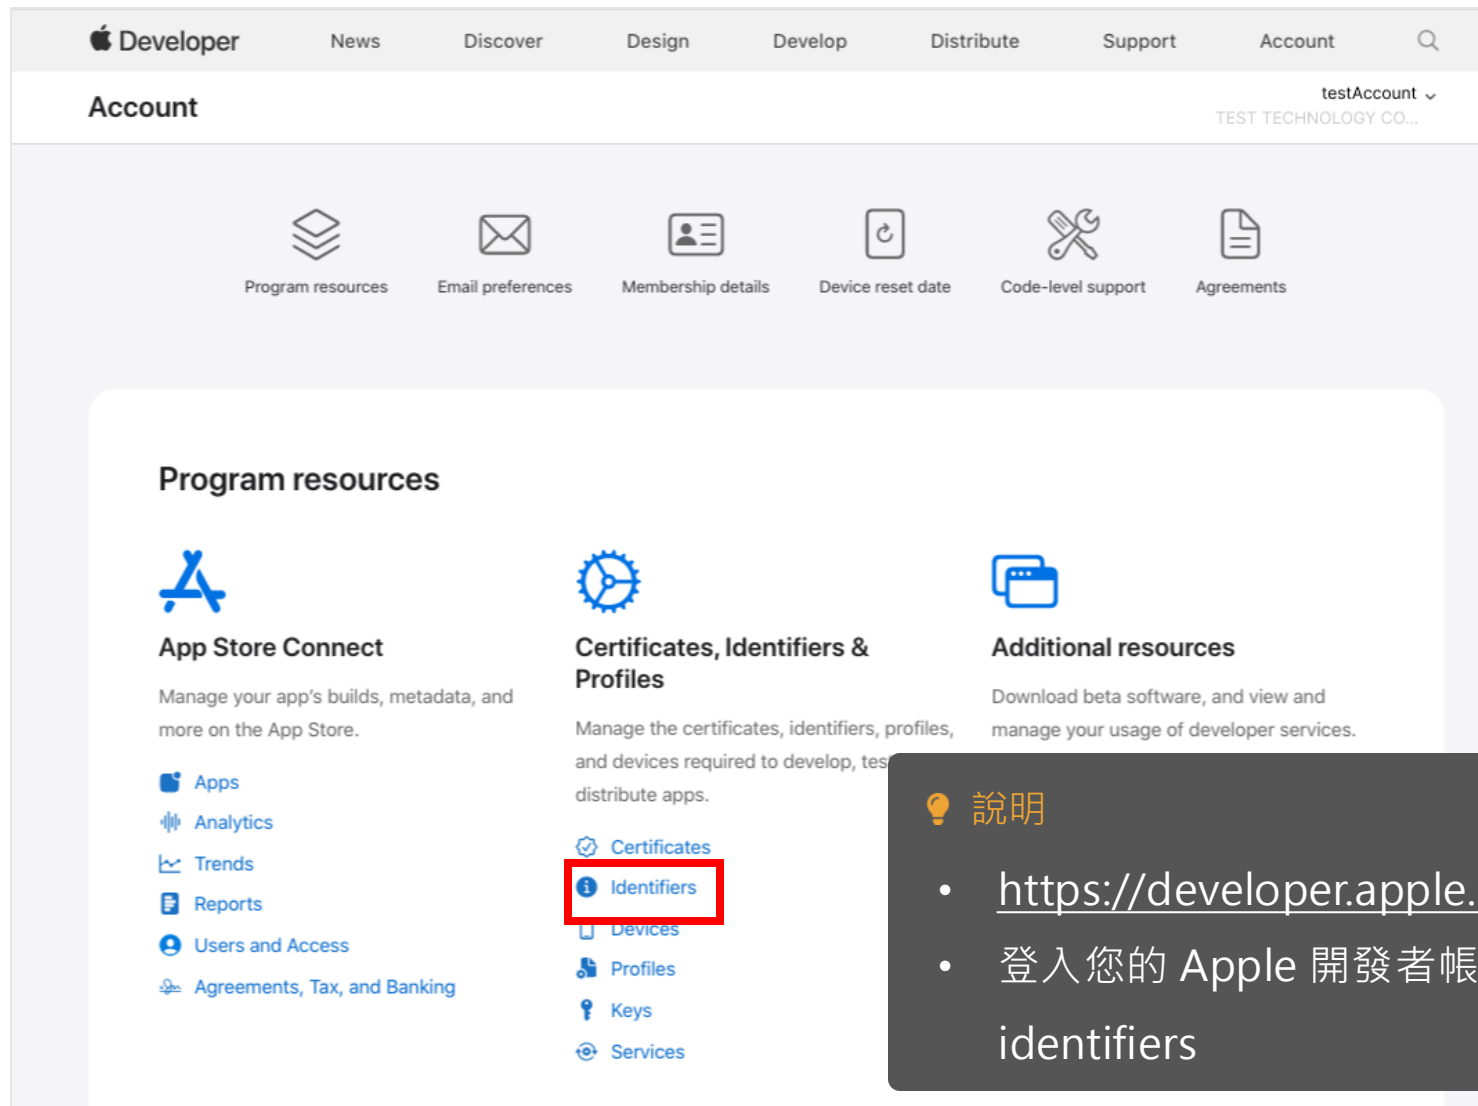 Developer News Discover Design Develop Distribute Support Account
Account
testAccount
TEST TECHNOLOGY CO...
Program resources Email preferences Membership details Device reset date Code-level support Agreements
Program resources
App Store Connect
Manage your app's builds, metadata, and
more on the App Store.
Apps
Analytics
Trends
Reports
Users and Access
Agreements, Tax, and Banking
Certificates, Identifiers &
Profiles
Manage the certificates, identifiers, profiles,
and devices required to develop, tes
distribute apps.
Certificates
Identifiers
Devices
Profiles
Keys
Services
Additional resources
Download beta software, and view and
manage your usage of developer services.
說明
• https://developer.apple.
• 登入您的 Apple 開發者帳
identifiers